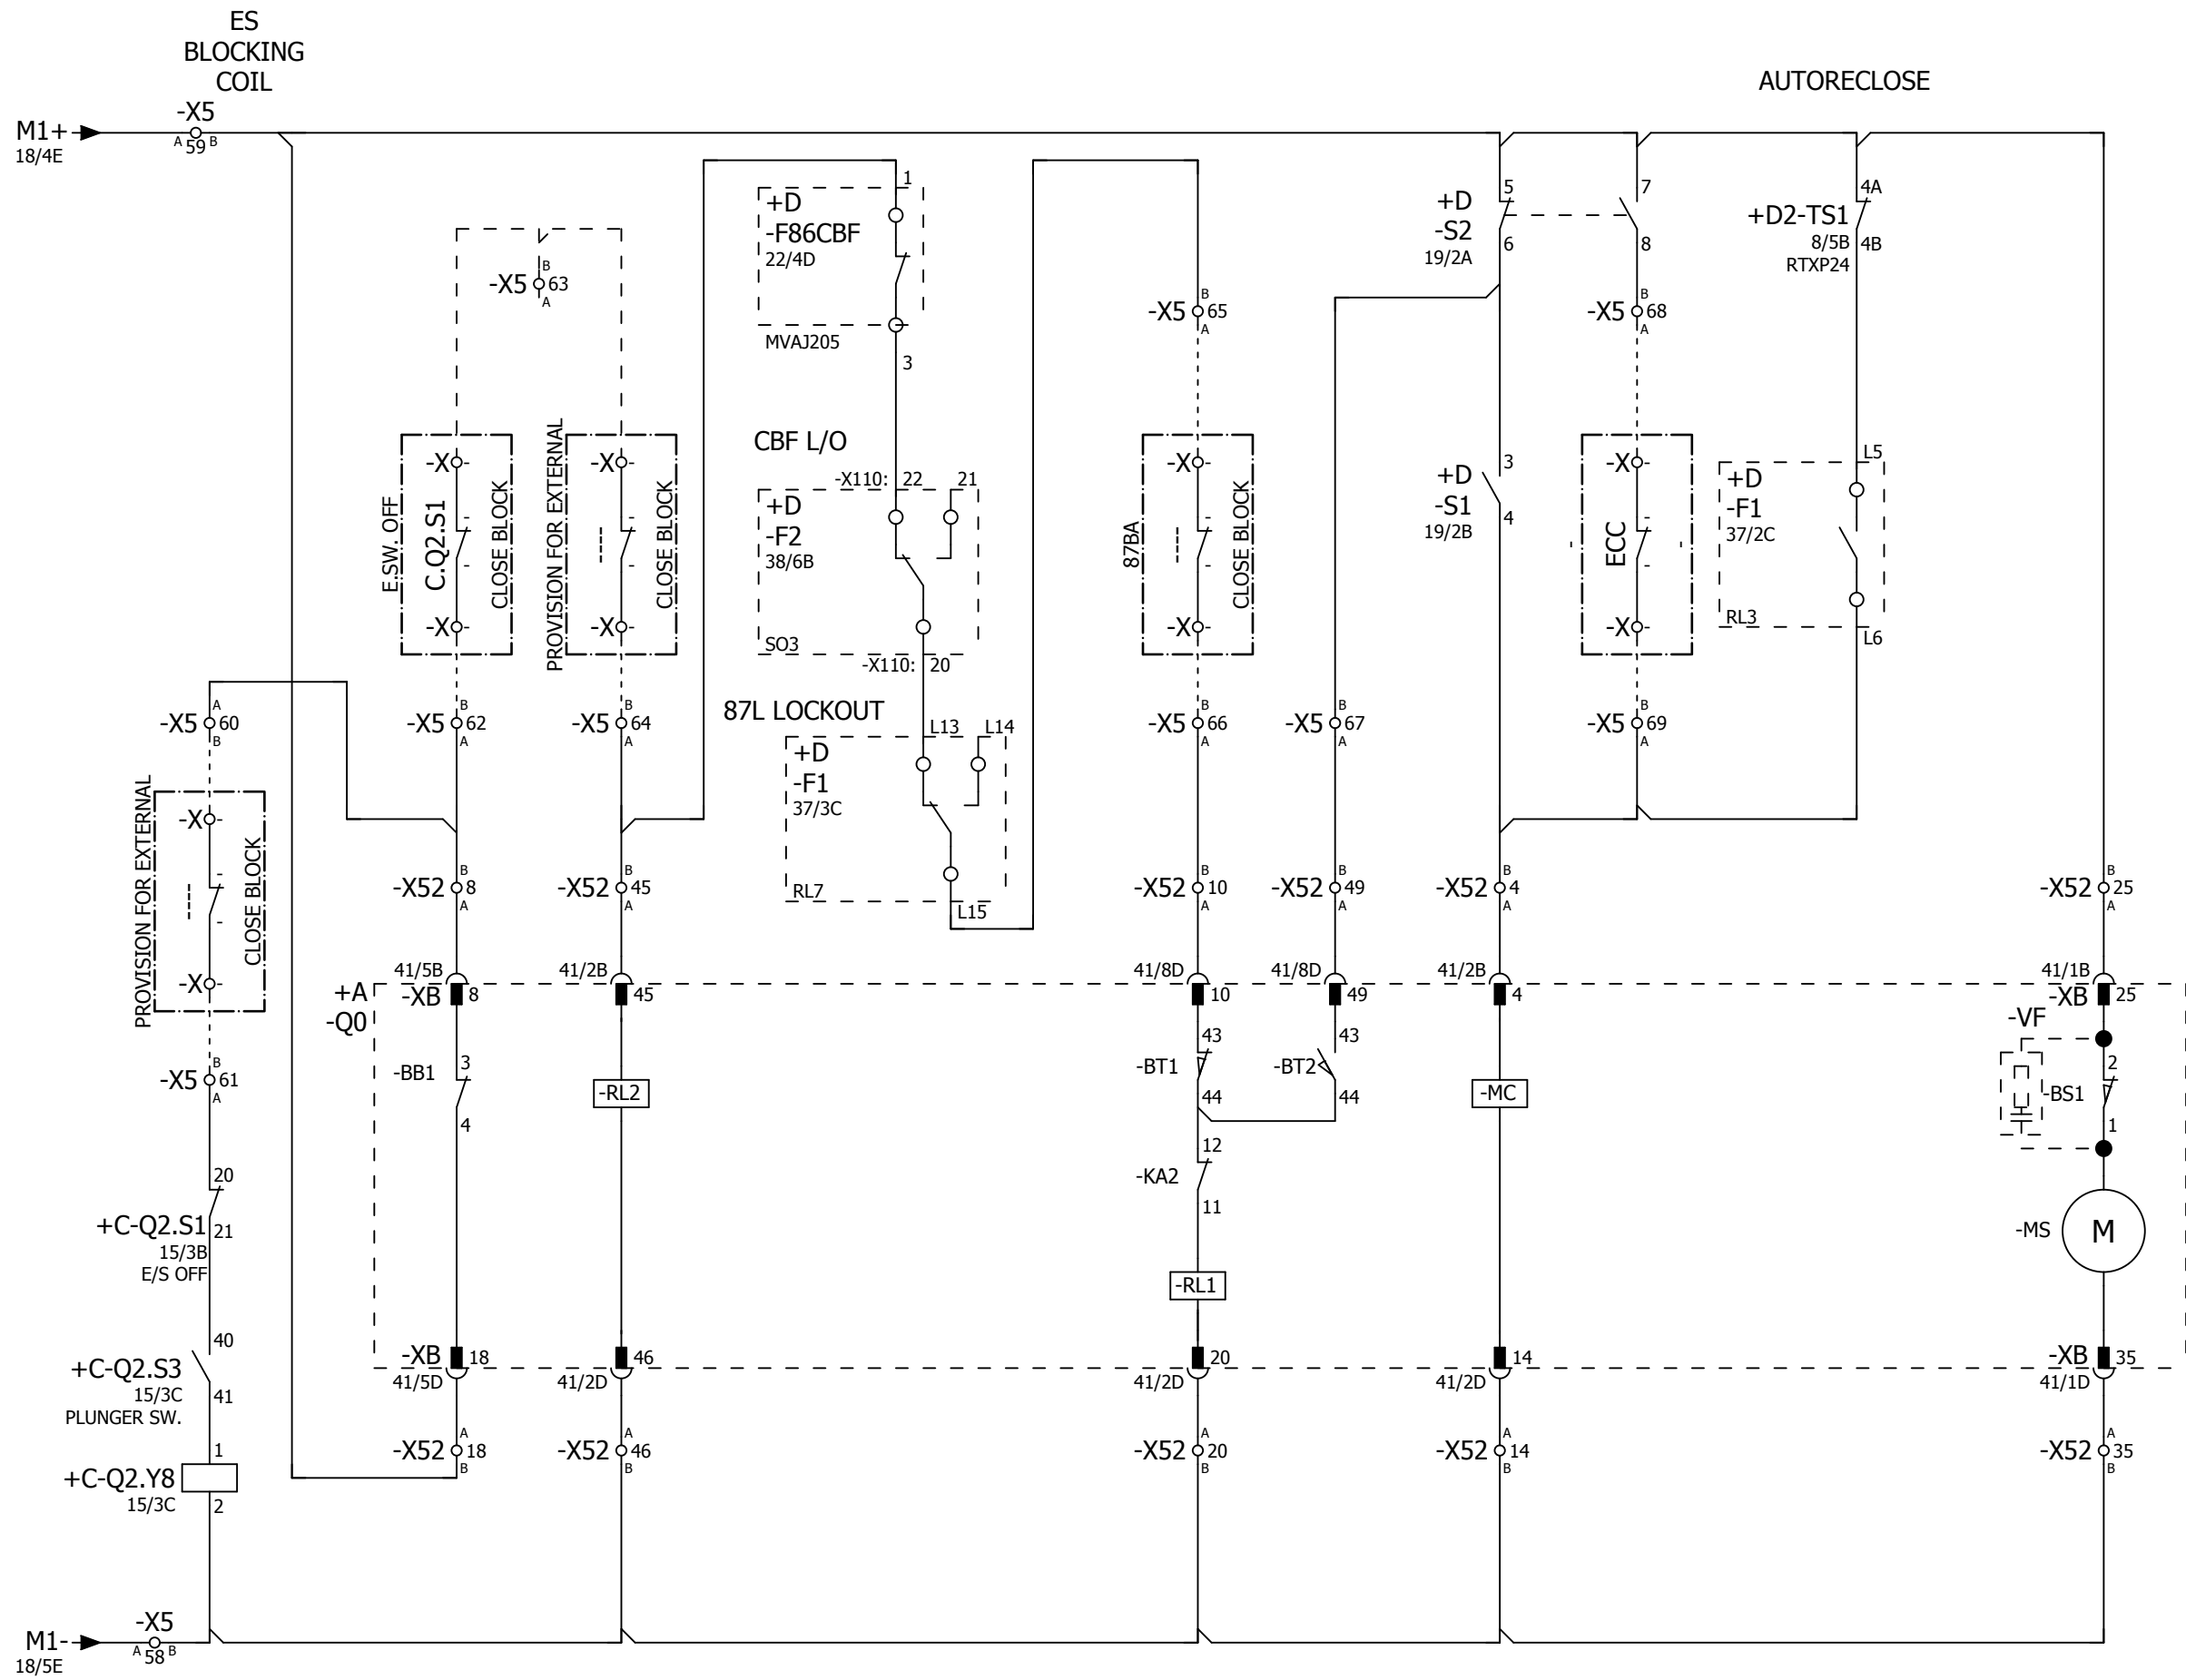 ES
BLOCKING
COIL
AUTORECLOSE
-X5
M1+
A 59 B
18/4E
1
+D
-F86CBF
22/4D
MVAJ205
3
B
-X5 63
A
5
+D
-S2
19/2A
6
7
8
4A
+D2-TS1
8/5B 4B
RTXP24
B
-X5 65
A
B
-X5 68
A
CBF L/O
-X110: 22 21
+D
-F2
38/6B
SO3
-X110: 20
E.SW. OFF
-X -
C.Q2.S1
-
-
CLOSE BLOCK
-X -
PROVISION FOR EXTERNAL
-X -
-----
-
-
CLOSE BLOCK
-X -
87BA
-X -
-----
-
-
CLOSE BLOCK
-X -
3
+D
-S1
4
19/2B
-X -
ECC
-
-
-X -
L5
+D
-F1
37/2C
RL3
L6
A
-X5 60
B
B
-X5 62
A
B
-X5 64
A
87L LOCKOUT
L13 L14
+D
-F1
37/3C
RL7
L15
B
-X5 66
A
B
-X5 67
A
B
-X5 69
A
PROVISION FOR EXTERNAL
-X -
-----
-
-
CLOSE BLOCK
-X -
B
-X52 8
A
B
-X52 45
A
B
-X52 10
A
B
-X52 49
A
B
-X52 4
A
B
-X52 25
A
41/5B
41/2B
41/8D
41/8D
41/2B
41/1B
+A
-Q0
-XB 8
45
10
49
4
-XB 25
B
-X5 61
A
3
-BB1
4
-RL2
43
-BT1
44
43
-BT2
44
-MC
-VF
2
-BS1
1
12
-KA2
11
20
+C-Q2.S1 21
15/3B
E/S OFF
-MS M
-RL1
40
+C-Q2.S3
15/3C 41
PLUNGER SW.
-XB 18
46
20
14
-XB 35
41/5D
41/2D
41/2D
41/2D
41/1D
1
+C-Q2.Y8
15/3C 2
A
-X52 18
B
A
-X52 46
B
A
-X52 20
B
A
-X52 14
B
A
-X52 35
B
-X5
M1-
A 58 B
18/5E